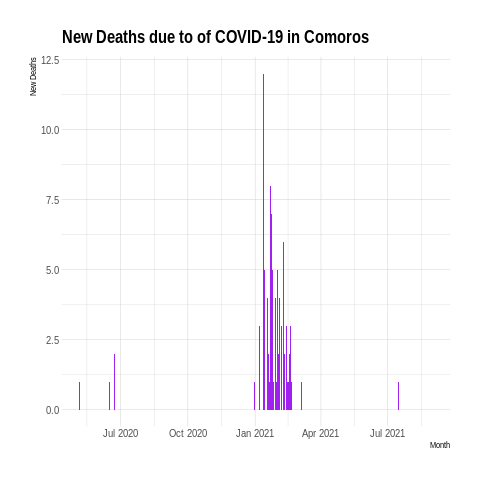 New Deaths due to of COVID-19 in Comoros
New Deaths
12.5
10.0
7.5
5.0
2.5
0.0
Jul 2020 Oct 2020 Jan 2021 Apr 2021 Jul 2021
Month